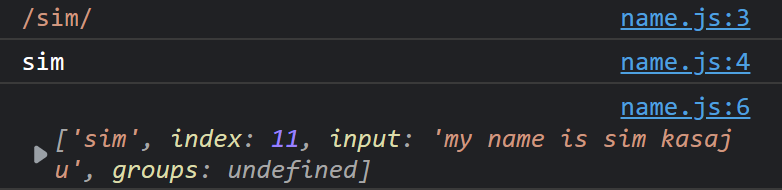 /sim/ name.js:3
sim name.js:4
name.js:6
['sim', index: 11, input: 'my name is sim kasaj
u', groups: undefined]